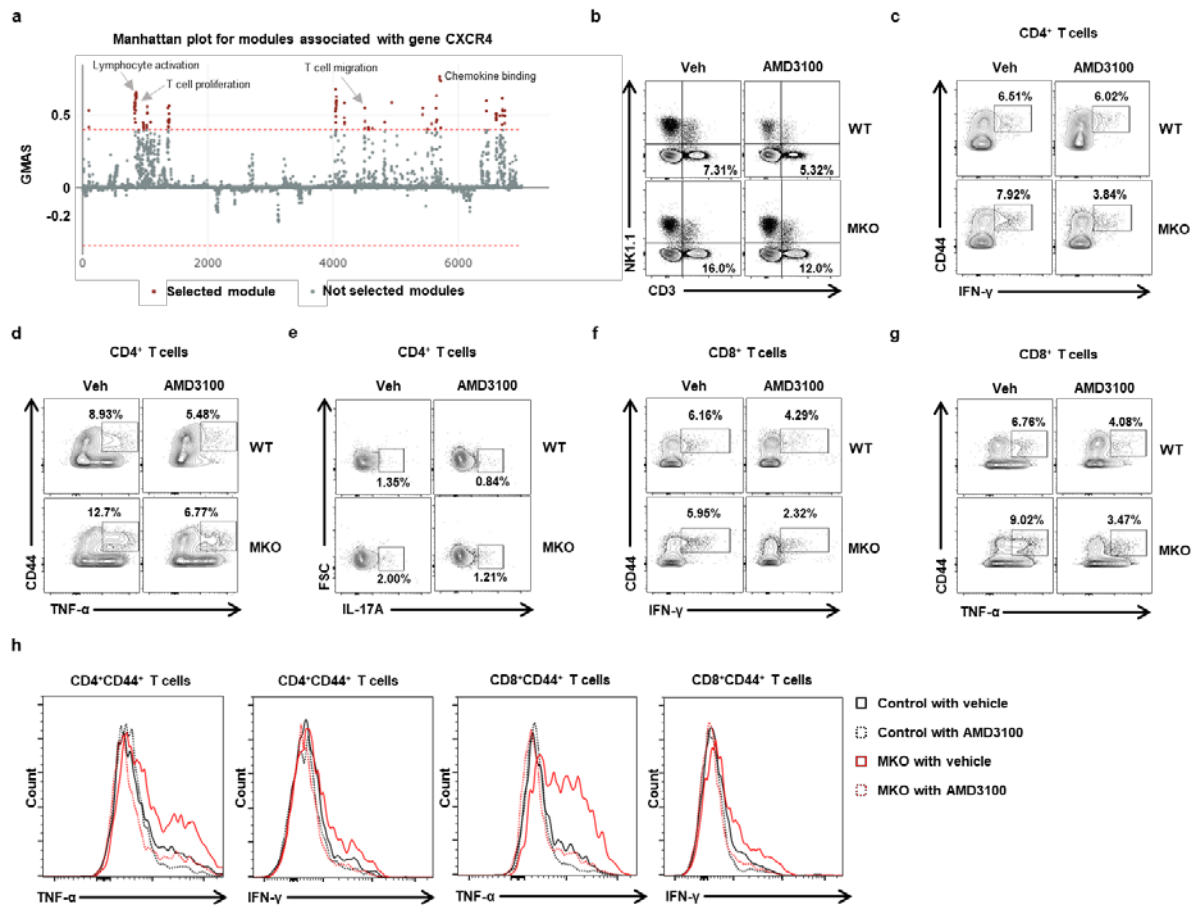 a
Manhattan plot for modules associated with gene CXCR4
Lymphocyte activation
T cell proliferation
T cell migration
Chemokine binding
GMAS
0.5
0
-0.2
0 2000 4000 6000
Selected module Not selected modules
b
Veh AMD3100
WT
7.31% 5.32%
MKO
16.0% 12.0%
NK1.1
CD3
c
CD4+ T cells
Veh AMD3100
6.51% 6.02%
WT
7.92% 3.84%
MKO
CD44
IFN-γ
d
CD4+ T cells
Veh AMD3100
8.93% 5.48%
WT
12.7% 6.77%
MKO
CD44
TNF-α
e
CD4+ T cells
Veh AMD3100
WT
1.35% 0.84%
MKO
2.00% 1.21%
FSC
IL-17A
f
CD8+ T cells
Veh AMD3100
6.16% 4.29%
WT
5.95% 2.32%
MKO
CD44
IFN-γ
g
CD8+ T cells
Veh AMD3100
6.76% 4.08%
WT
9.02% 3.47%
MKO
CD44
TNF-α
h
CD4+CD44+ T cells
Count
TNF-α
CD4+CD44+ T cells
Count
IFN-γ
CD8+CD44+ T cells
Count
TNF-α
CD8+CD44+ T cells
Count
IFN-γ
Control with vehicle
Control with AMD3100
MKO with vehicle
MKO with AMD3100